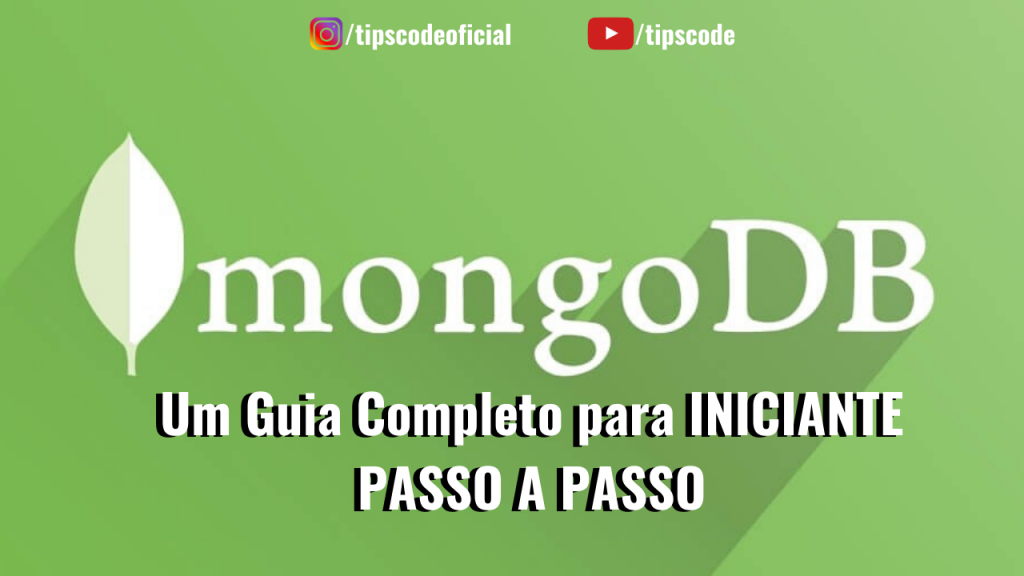 /tipscodeoficial /tipscode
mongoDB
Um Guia Completo para INICIANTE
PASSO A PASSO